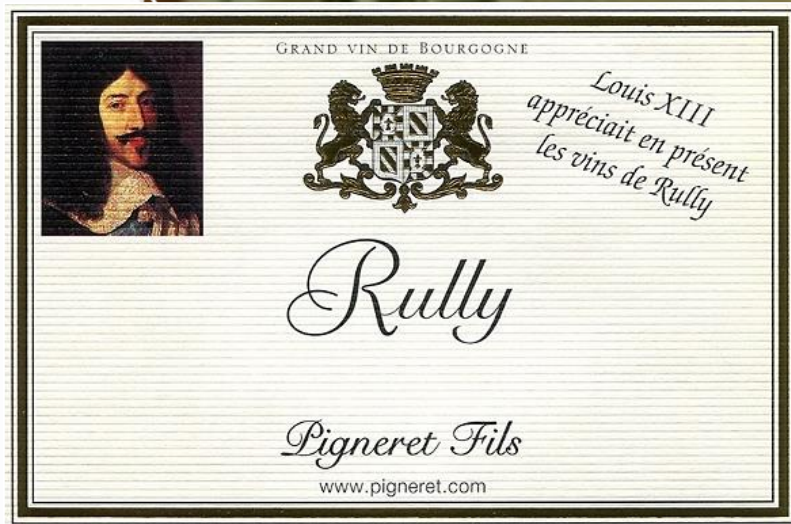 GRAND VIN DE BOURGOGNE
Louis XIII
appréciait en présent
les vins de Rully
Rully
Pigneret Fils
www.pigneret.com